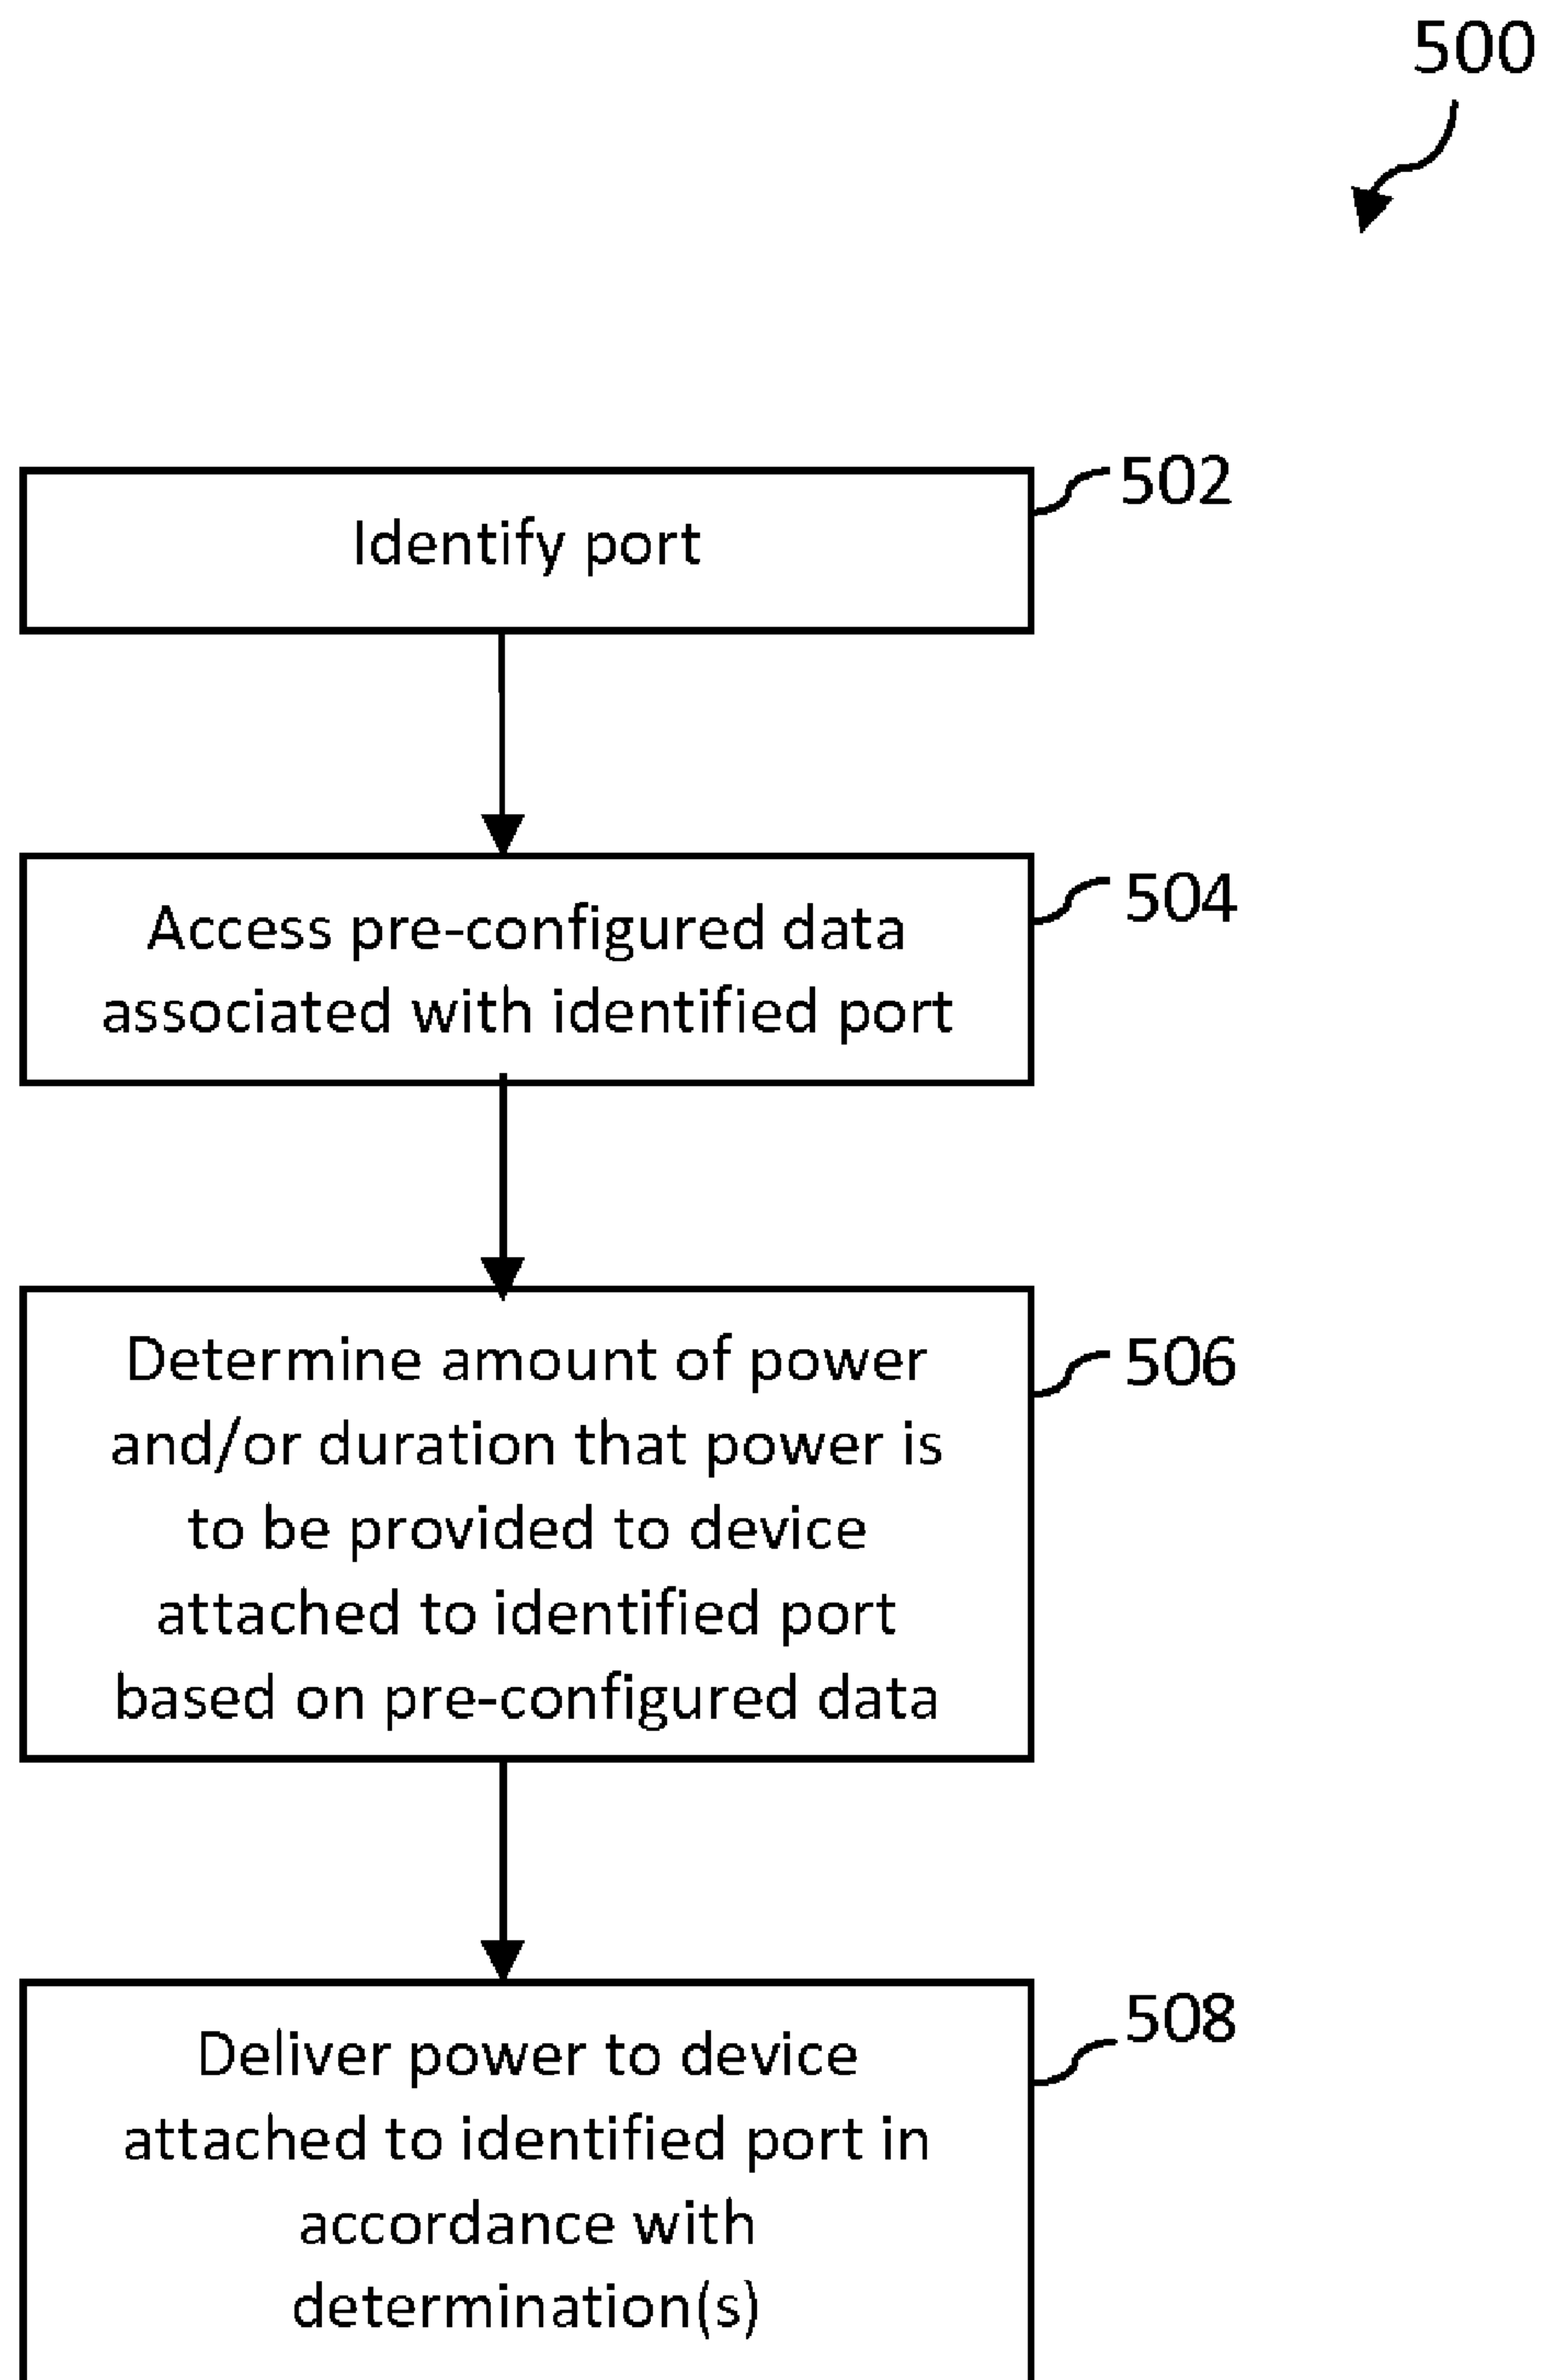 500
Identify port
502
Access pre-configured data
associated with identified port
504
Determine amount of power
and/or duration that power is
to be provided to device
attached to identified port
based on pre-configured data
506
Deliver power to device
attached to identified port in
accordance with
determination(s)
508